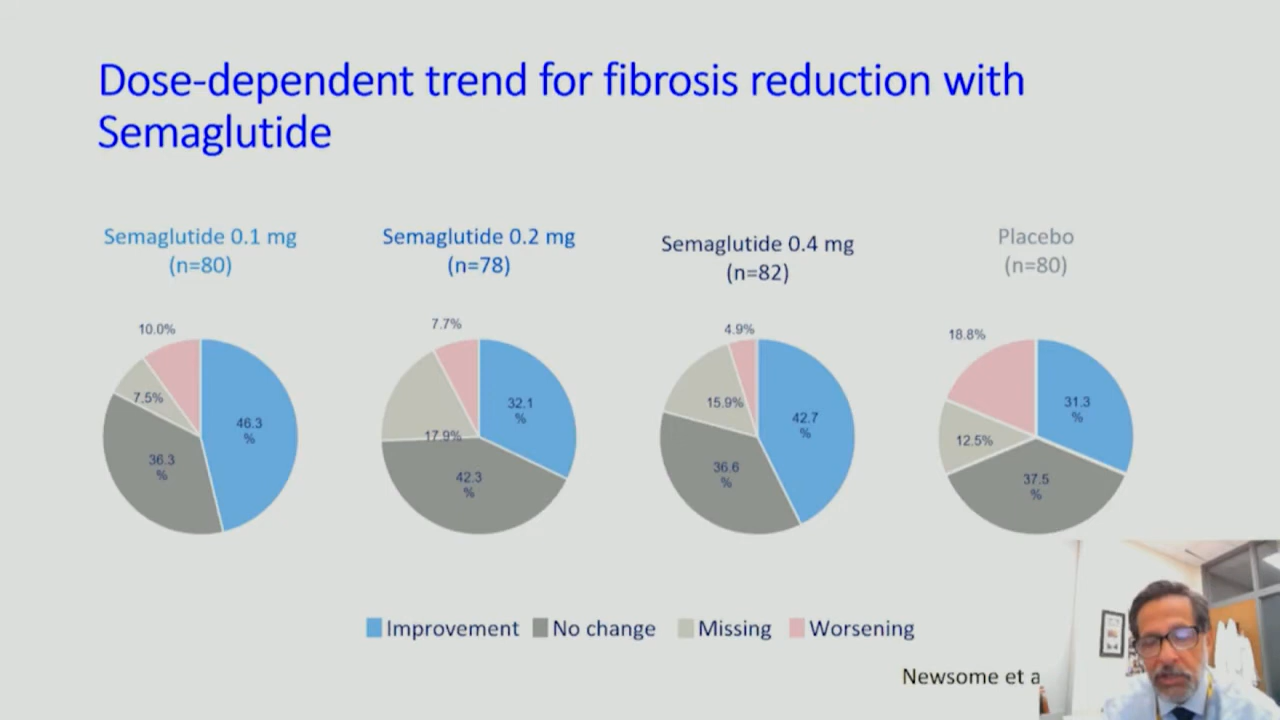 Dose-dependent trend for fibrosis reduction with
Semaglutide
Semaglutide 0.1 mg
(n=80)
Semaglutide 0.2 mg
(n=78)
Semaglutide 0.4 mg
(n=82)
Placebo
(n=80)
10.0%
7.5%
46.3
%
36.3
%
7.7%
32.1
%
17.9%
42.3
%
4.9%
15.9%
42.7
%
36.6
%
18.8%
31.3
%
12.5%
37.5
%
Improvement
No change
Missing
Worsening
Newsome et a